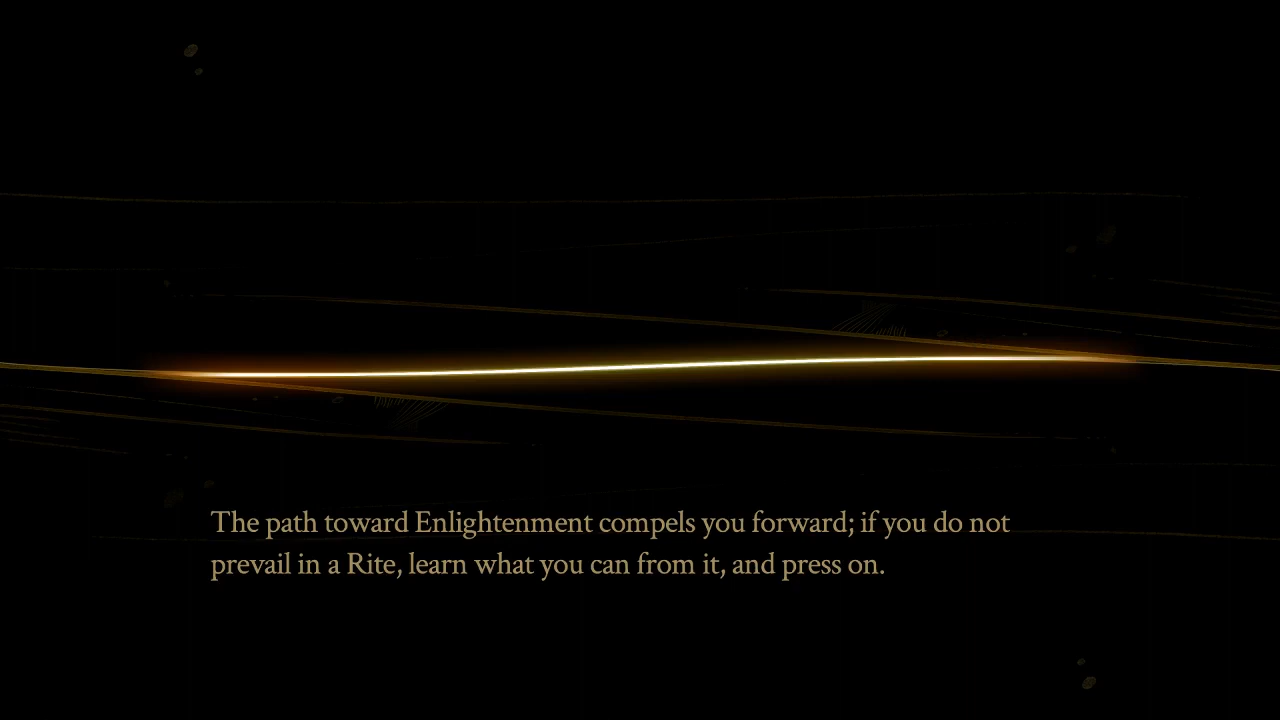 The path toward Enlightenment compels you forward; if you do not
prevail in a Rite, learn what you can from it, and press on.